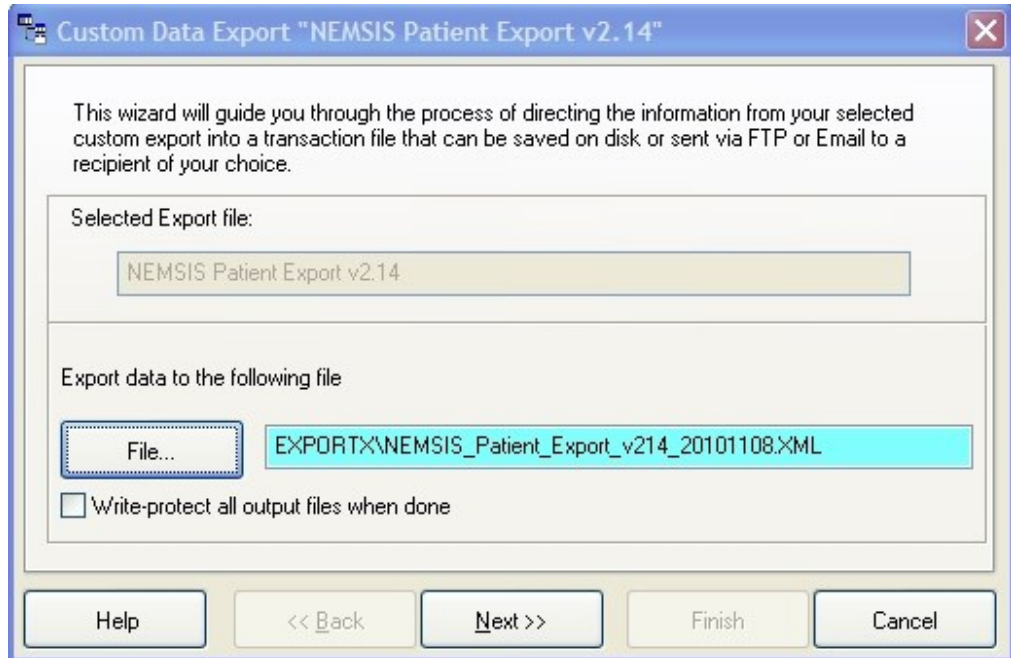 Custom Data Export "NEMSIS Patient Export v2.14"
This wizard will guide you through the process of directing the information from your selected
custom export into a transaction file that can be saved on disk or sent via FTP or Email to a
recipient of your choice.
Selected Export file:
NEMSIS Patient Export v2.14
Export data to the following file
File...
EXPORTX\NEMSIS_Patient_Export_v214_20101108.XML
Write-protect all output files when done
Help
<< Back
Next >>
Finish
Cancel